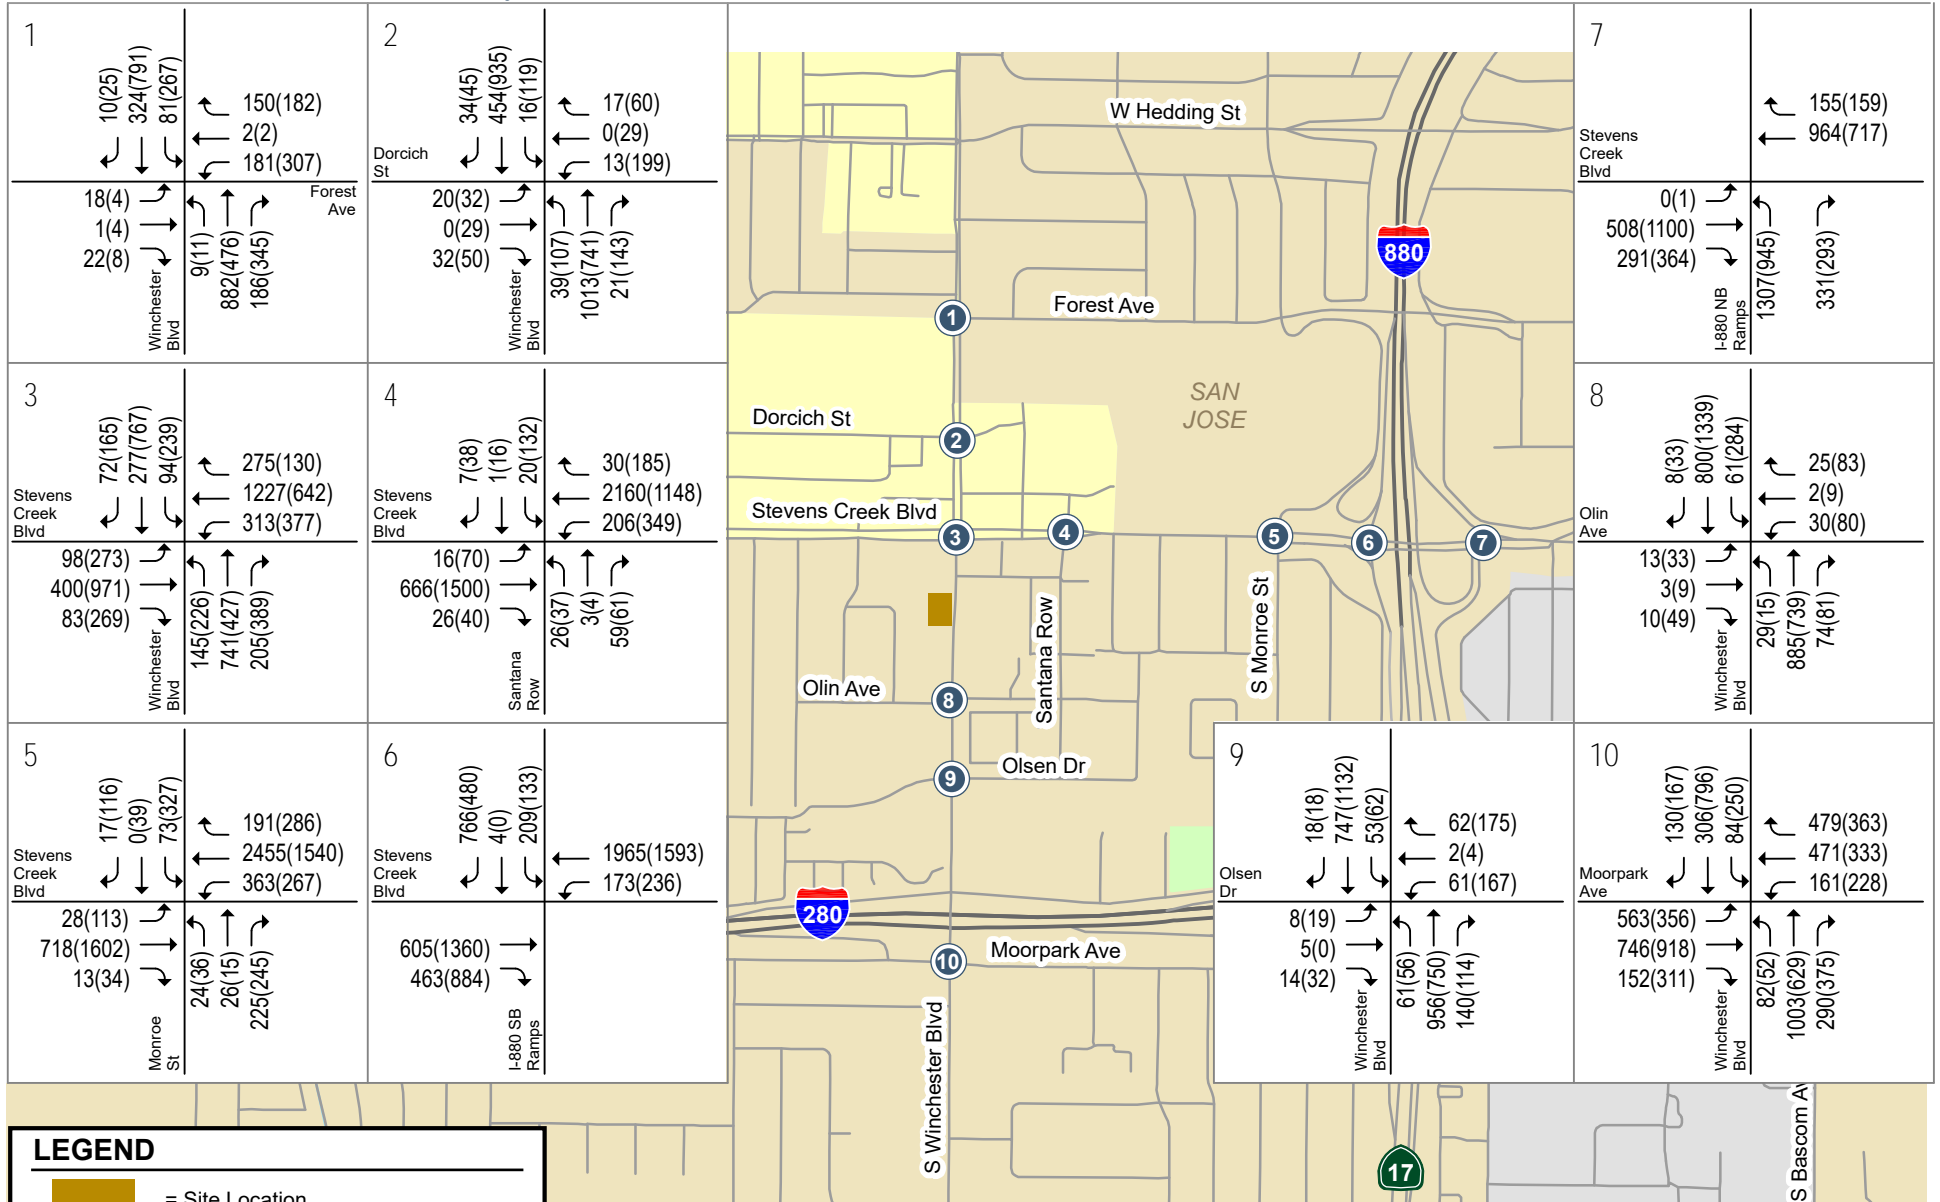 1
10(25)
324(791)
81(267)
150(182)
2(2)
181(307)
Forest
Ave
18(4)
1(4)
22(8)
9(11)
882(476)
186(345)
Winchester
Blvd
2
34(45)
454(935)
16(119)
17(60)
0(29)
13(199)
Dorcich
St
20(32)
0(29)
32(50)
39(107)
1013(741)
21(143)
Winchester
Blvd
3
72(165)
277(767)
94(239)
275(130)
1227(642)
313(377)
Stevens
Creek
Blvd
98(273)
400(971)
83(269)
145(226)
741(427)
205(389)
Winchester
Blvd
4
7(38)
1(16)
20(132)
30(185)
2160(1148)
206(349)
Stevens
Creek
Blvd
16(70)
666(1500)
26(40)
26(37)
3(4)
59(61)
Santana
Row
5
17(116)
0(39)
73(327)
191(286)
2455(1540)
363(267)
Stevens
Creek
Blvd
28(113)
718(1602)
13(34)
24(36)
26(15)
225(245)
Monroe
St
6
766(480)
4(0)
209(133)
1965(1593)
173(236)
Stevens
Creek
Blvd
605(1360)
463(884)
I-880 SB
Ramps
7
155(159)
964(717)
Stevens
Creek
Blvd
0(1)
508(1100)
291(364)
1307(945)
331(293)
I-880 NB
Ramps
8
8(33)
800(1339)
61(284)
25(83)
2(9)
30(80)
Olin
Ave
13(33)
3(9)
10(49)
29(15)
885(739)
74(81)
Winchester
Blvd
9
18(18)
747(1132)
53(62)
62(175)
2(4)
61(167)
Olsen
Dr
8(19)
5(0)
14(32)
61(56)
956(750)
140(114)
Winchester
Blvd
10
130(167)
306(796)
84(250)
479(363)
471(333)
161(228)
Moorpark
Ave
563(356)
746(918)
152(311)
82(52)
1003(629)
290(375)
Winchester
Blvd
W Hedding St
880
1
Forest Ave
SAN
JOSE
Dorcich St
2
Stevens Creek Blvd
3
4
5
6
7
S Monroe St
Santana Row
Olin Ave
8
Olsen Dr
9
280
Moorpark Ave
10
S Winchester Blvd
17
S Bascom Av
LEGEND
= Site Location